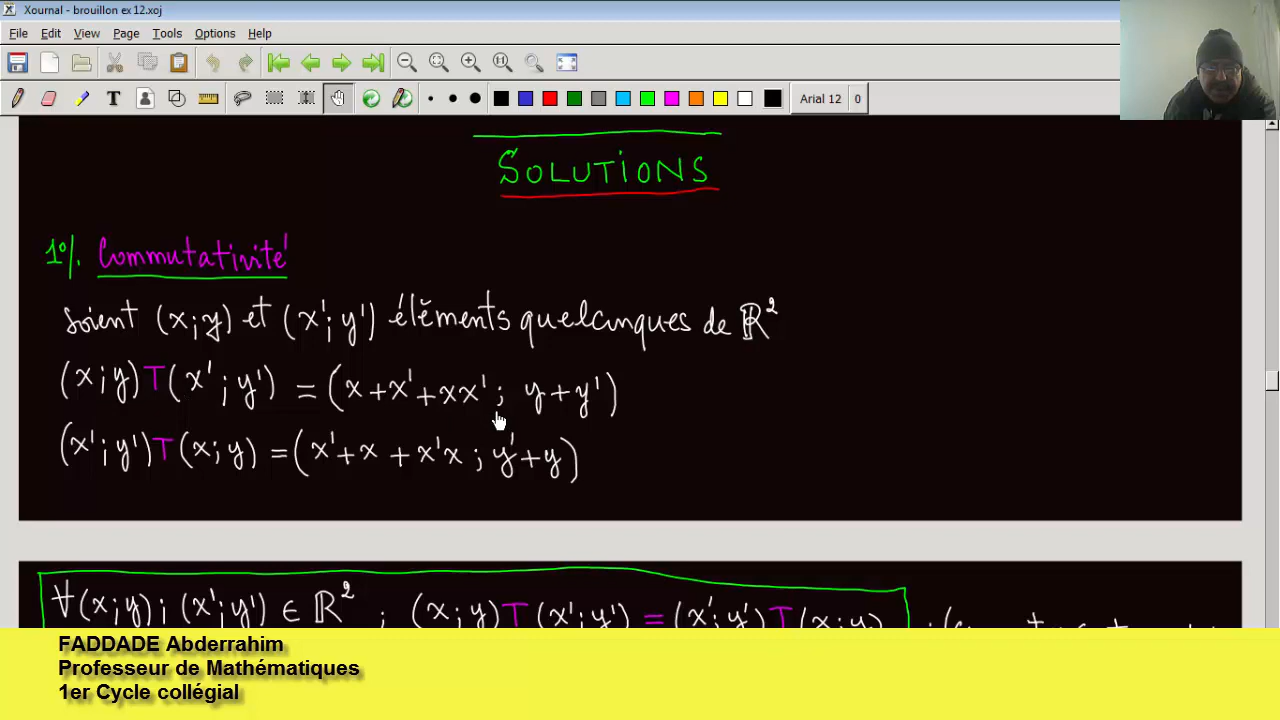 Xournal - brouillon ex 12.xoj
File Edit View Page Tools Options Help
Arial 12 0
SOLUTIONS
1°/. Commutativité
soient (x;y) et (x';y') éléments quelcinques de ℝ²
(x;y)T(x';y') = (x+x'+xx'; y+y')
(x';y')T(x;y) = (x'+x+x'x; y'+y)
∀(x;y);(x';y') ∈ ℝ² ; (x;y)T(x';y') = (x';y')T(x;y)
FADDADE Abderrahim
Professeur de Mathématiques
1er Cycle collégial